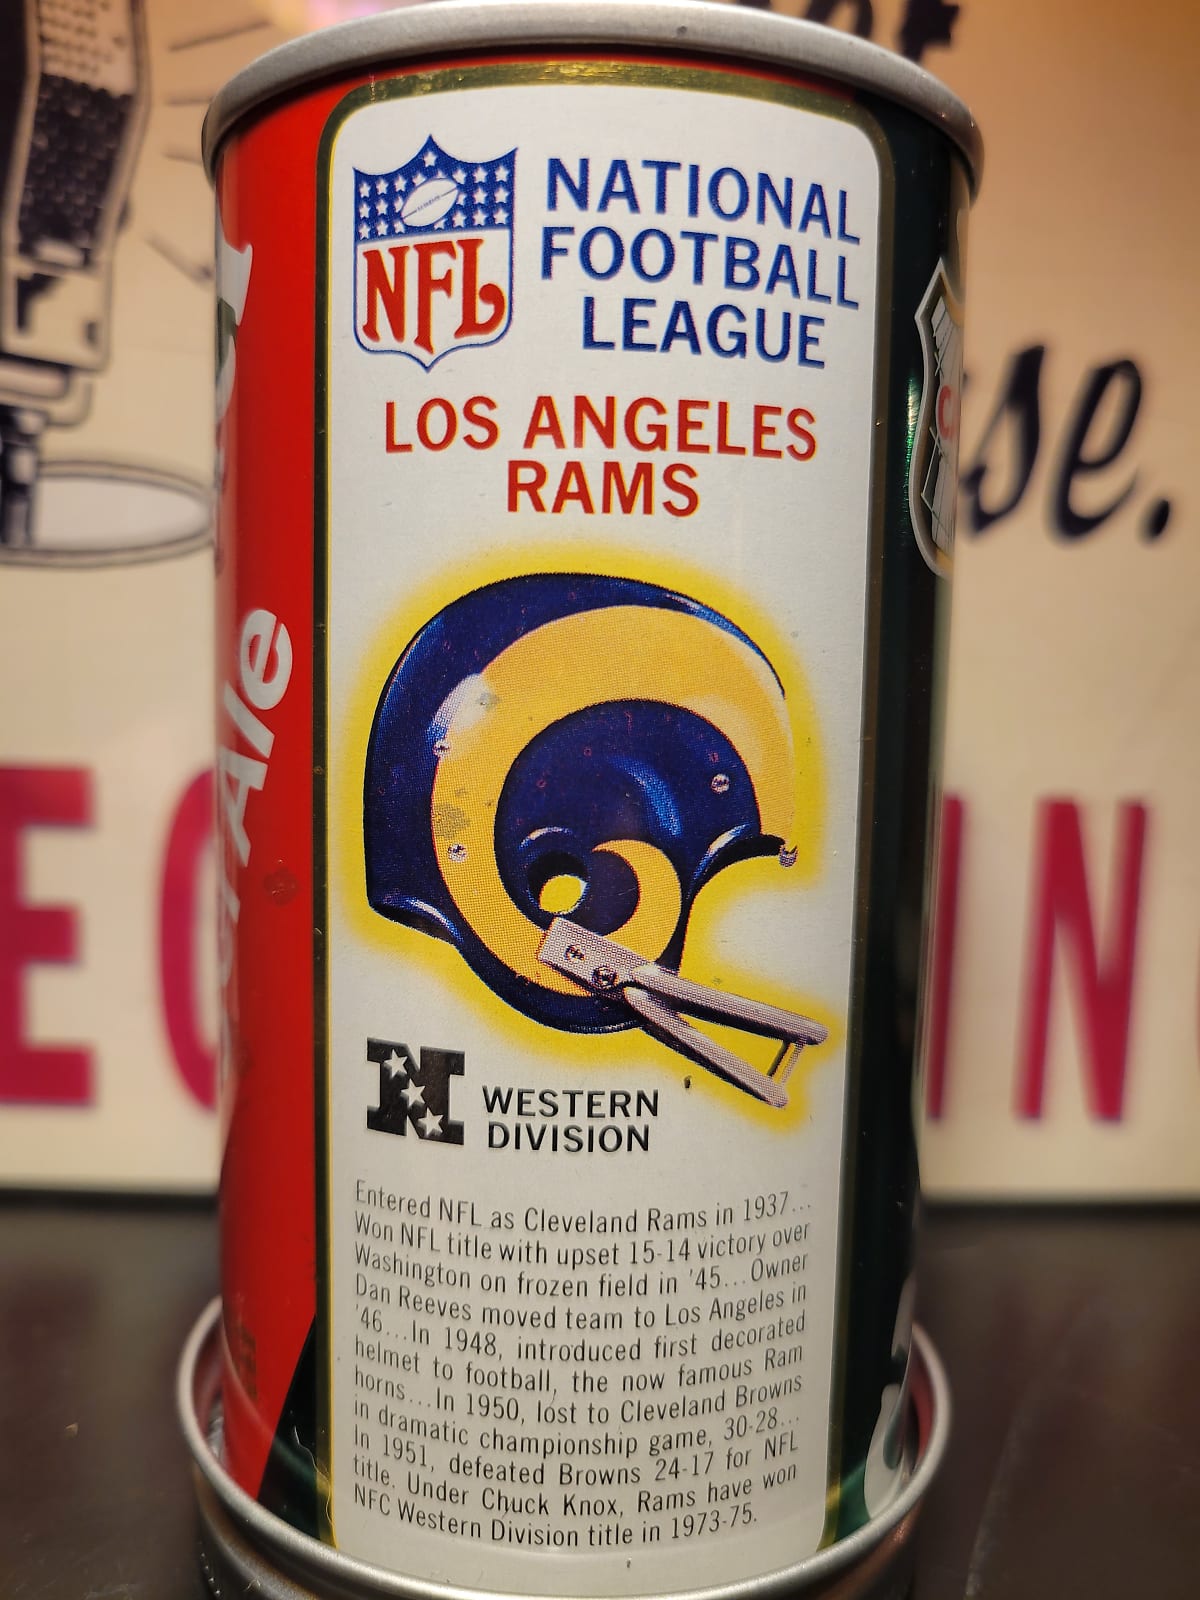 NFL
NATIONAL
FOOTBALL
LEAGUE
LOS ANGELES
RAMS
WESTERN
DIVISION
Entered NFL as Cleveland Rams in 1937...
Won NFL title with upset 15-14 victory over
Washington on frozen field in '45...Owner
Dan Reeves moved team to Los Angeles in
'46...In 1948, introduced first decorated
helmet to football, the now famous Ram
horns...In 1950, lost to Cleveland Browns
in dramatic championship game, 30-28...
In 1951, defeated Browns 24-17 for NFL
title. Under Chuck Knox, Rams have won
NFC Western Division title in 1973-75.